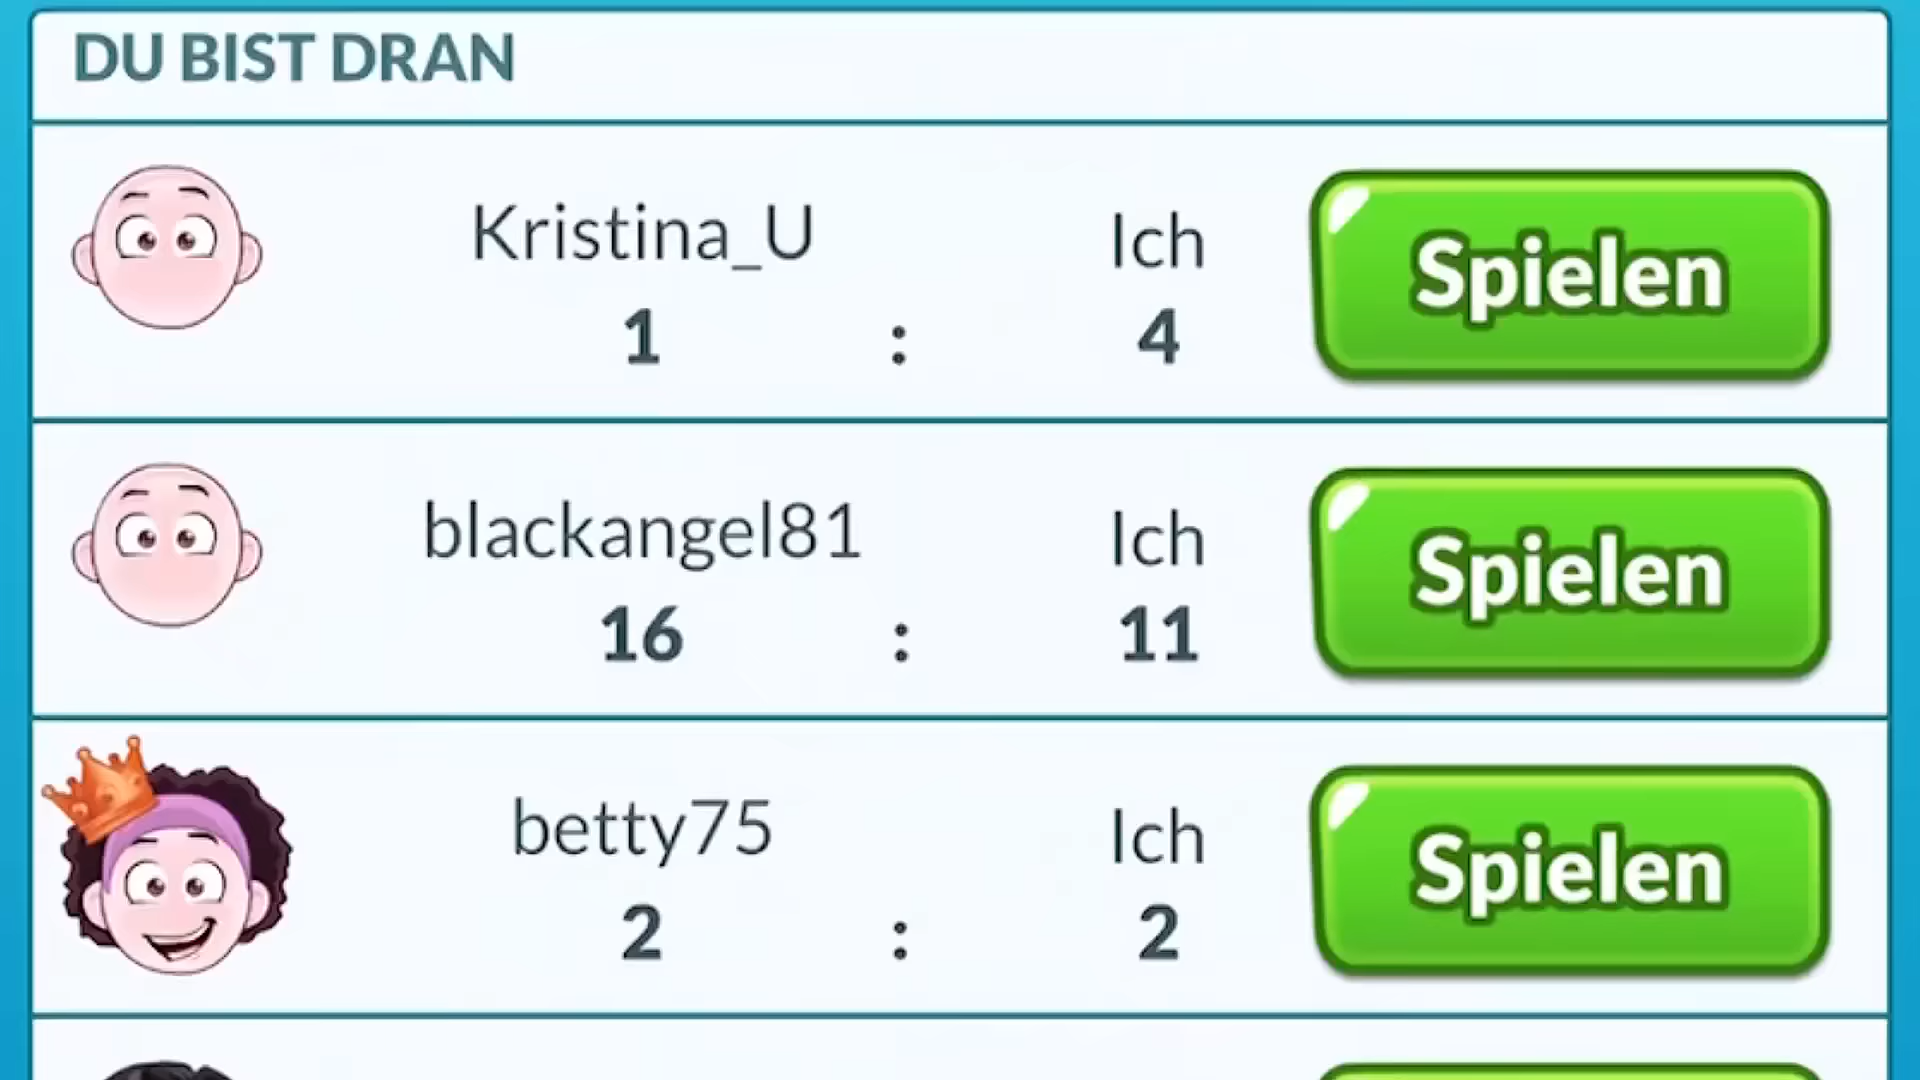 DU BIST DRAN
Kristina_U Ich Spielen
1 : 4
blackangel81 Ich Spielen
16 : 11
betty75 Ich Spielen
2 : 2